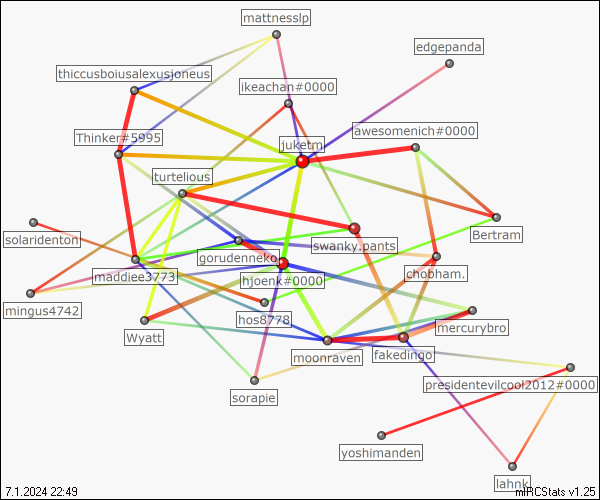 mattnesslp
edgepanda
thiccusboiusalexusjoneus
ikeachan#0000
awesomenich#0000
Thinker#5995
juketm
turtelious
Bertram
solaridenton
swanky.pants
gorudenneko
chobham.
maddiee3773
hjoenk#0000
mingus4742
hos8778
mercurybro
Wyatt
moonraven
fakedingo
presidentevilcool2012#0000
sorapie
yoshimanden
lahnk
7.1.2024 22:49
mIRCStats v1.25